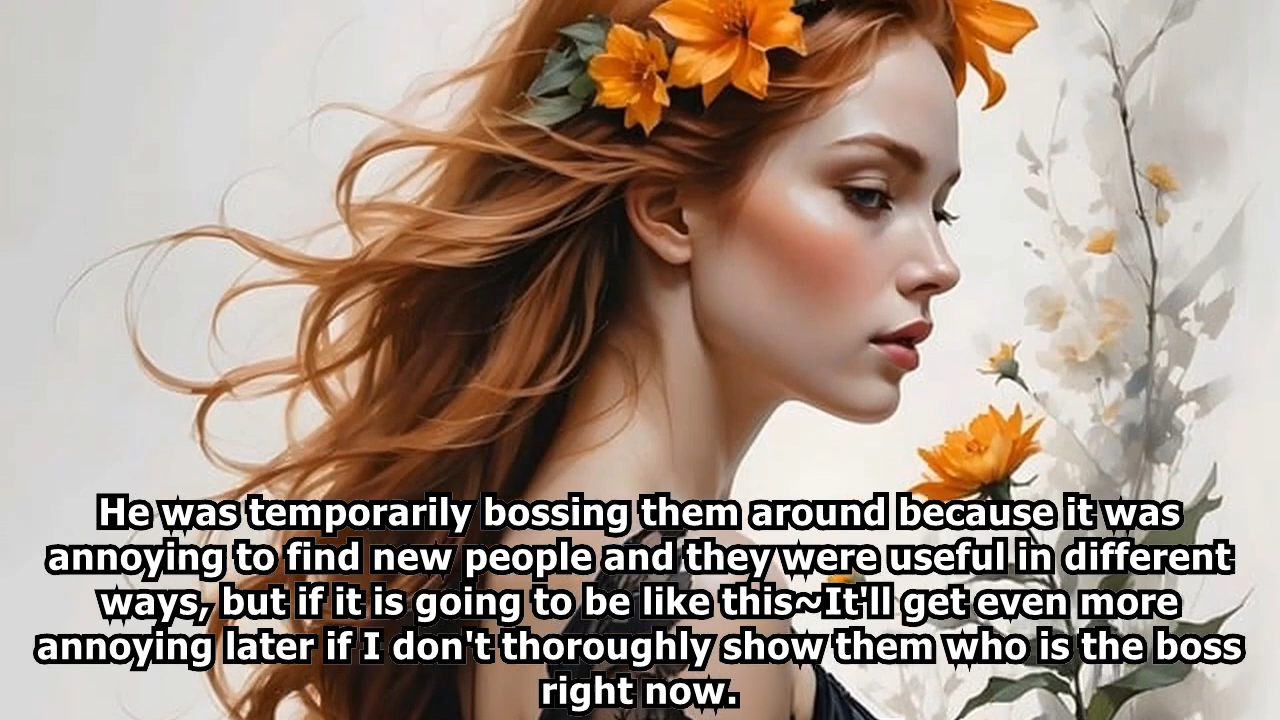 He was temporarily bossing them around because it was
annoying to find new people and they were useful in different
ways, but if it is going to be like this~It'll get even more
annoying later if I don't thoroughly show them who is the boss
right now.